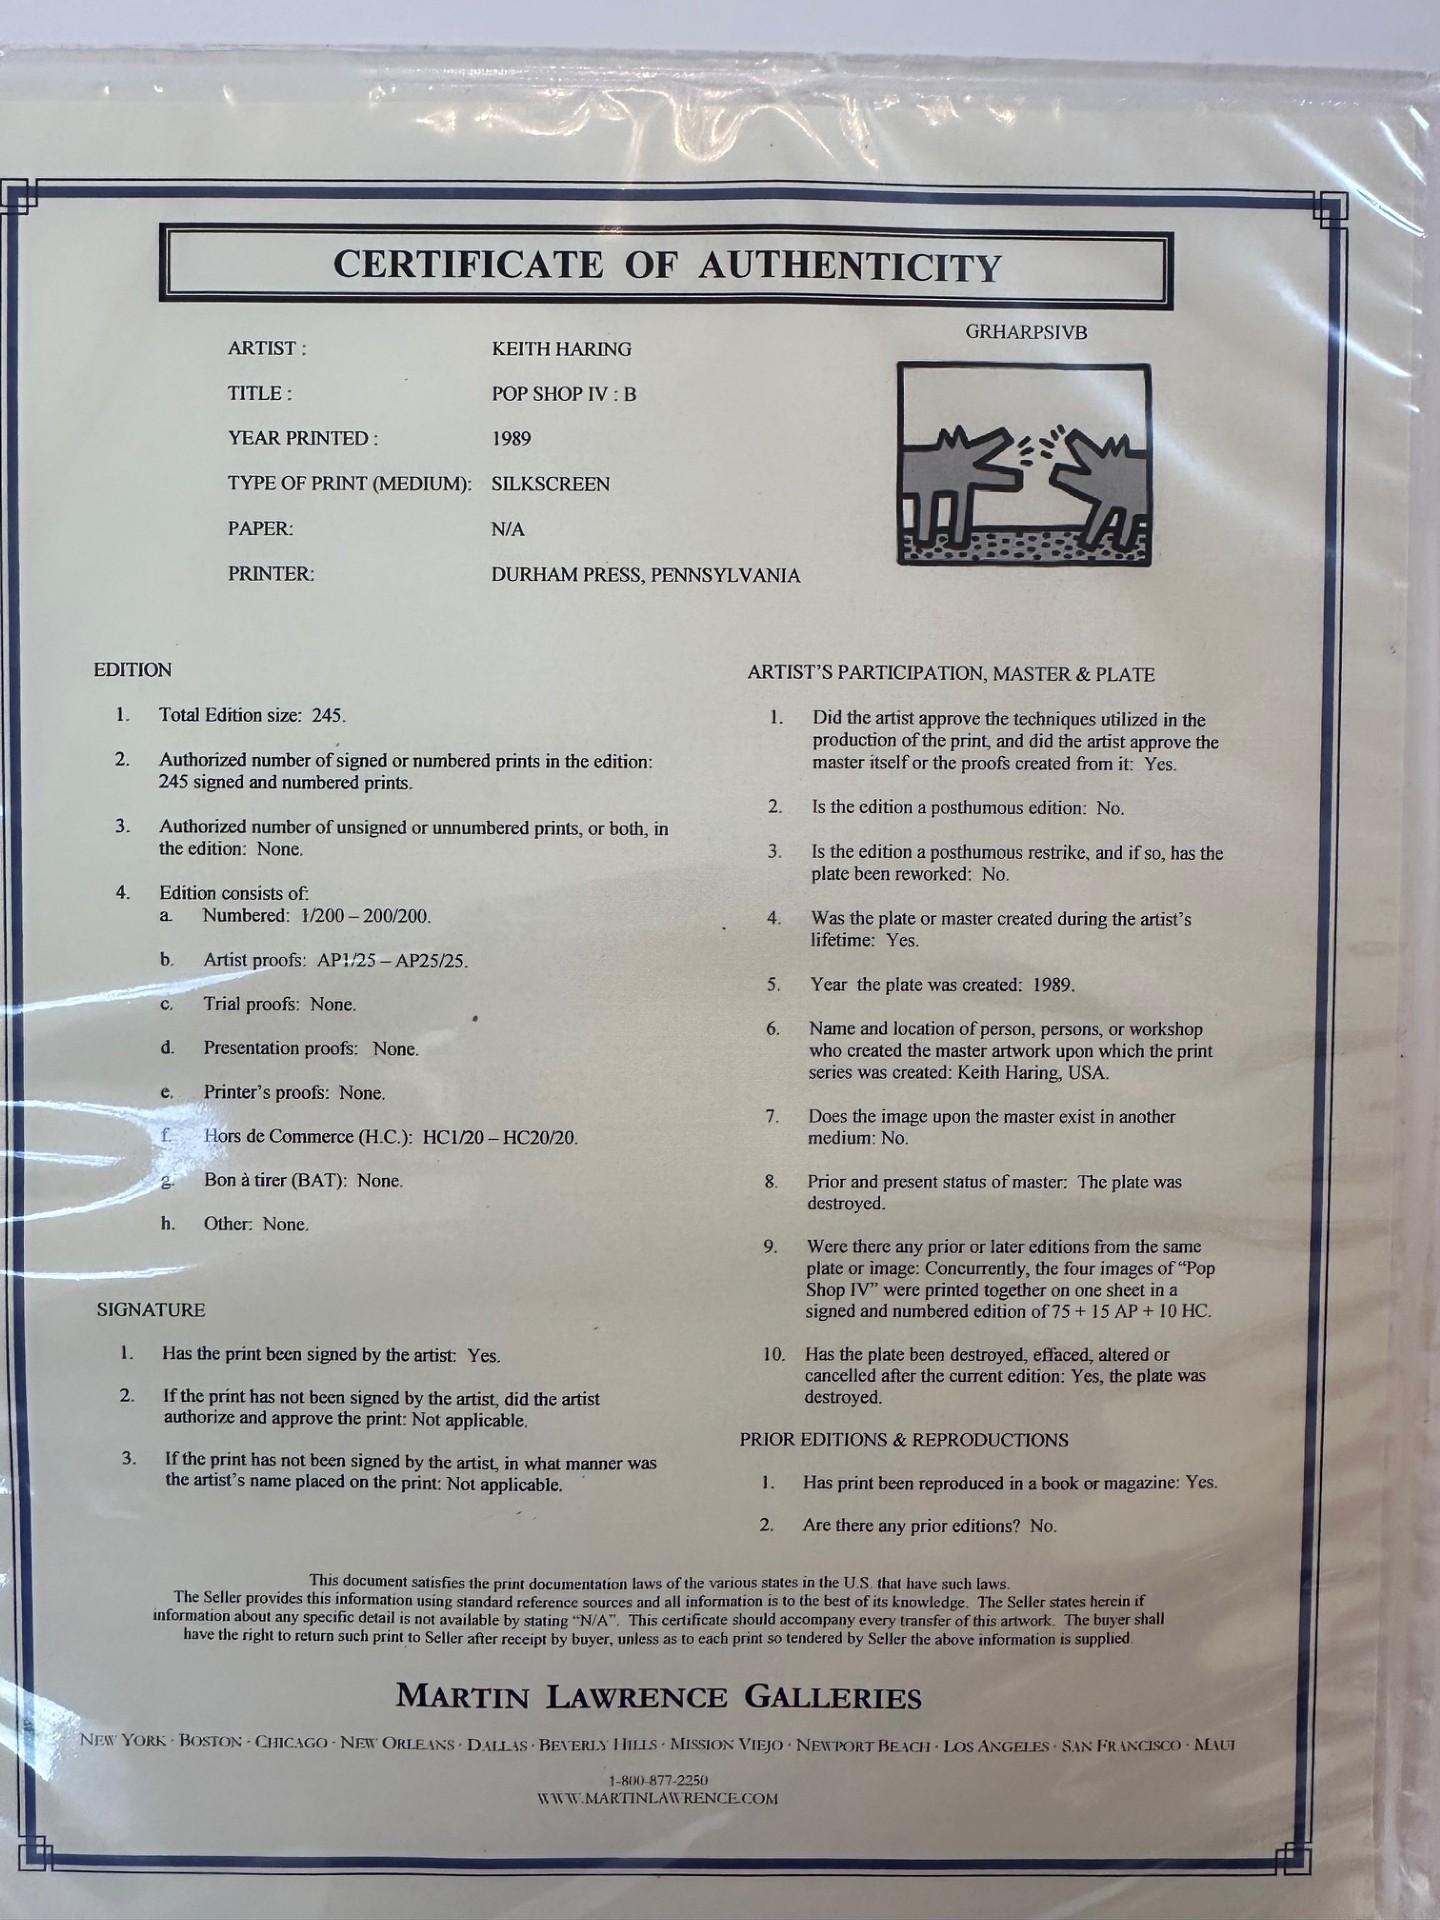 CERTIFICATE OF AUTHENTICITY
GRHARPSIVB
ARTIST : KEITH HARING
TITLE : POP SHOP IV : B
YEAR PRINTED : 1989
TYPE OF PRINT (MEDIUM): SILKSCREEN
PAPER: N/A
PRINTER: DURHAM PRESS, PENNSYLVANIA
EDITION
1. Total Edition size: 245.
2. Authorized number of signed or numbered prints in the edition:
245 signed and numbered prints.
3. Authorized number of unsigned or unnumbered prints, or both, in
the edition: None.
4. Edition consists of:
a. Numbered: 1/200 – 200/200.
b. Artist proofs: AP1/25 – AP25/25.
c. Trial proofs: None.
d. Presentation proofs: None.
e. Printer's proofs: None.
f. Hors de Commerce (H.C.): HC1/20 – HC20/20.
g. Bon à tirer (BAT): None.
h. Other: None.
SIGNATURE
1. Has the print been signed by the artist: Yes.
2. If the print has not been signed by the artist, did the artist
authorize and approve the print: Not applicable.
3. If the print has not been signed by the artist, in what manner was
the artist's name placed on the print: Not applicable.
ARTIST'S PARTICIPATION, MASTER & PLATE
1. Did the artist approve the techniques utilized in the
production of the print, and did the artist approve the
master itself or the proofs created from it: Yes.
2. Is the edition a posthumous edition: No.
3. Is the edition a posthumous restrike, and if so, has the
plate been reworked: No.
4. Was the plate or master created during the artist's
lifetime: Yes.
5. Year the plate was created: 1989.
6. Name and location of person, persons, or workshop
who created the master artwork upon which the print
series was created: Keith Haring, USA.
7. Does the image upon the master exist in another
medium: No.
8. Prior and present status of master: The plate was
destroyed.
9. Were there any prior or later editions from the same
plate or image: Concurrently, the four images of "Pop
Shop IV" were printed together on one sheet in a
signed and numbered edition of 75 + 15 AP + 10 HC.
10. Has the plate been destroyed, effaced, altered or
cancelled after the current edition: Yes, the plate was
destroyed.
PRIOR EDITIONS & REPRODUCTIONS
1. Has print been reproduced in a book or magazine: Yes.
2. Are there any prior editions? No.
This document satisfies the print documentation laws of the various states in the U.S. that have such laws.
The Seller provides this information using standard reference sources and all information is to the best of its knowledge. The Seller states herein if
information about any specific detail is not available by stating "N/A". This certificate should accompany every transfer of this artwork. The buyer shall
have the right to return such print to Seller after receipt by buyer, unless as to each print so tendered by Seller the above information is supplied.
MARTIN LAWRENCE GALLERIES
NEW YORK · BOSTON · CHICAGO · NEW ORLEANS · DALLAS · BEVERLY HILLS · MISSION VIEJO · NEWPORT BEACH · LOS ANGELES · SAN FRANCISCO · MAUI
1-800-877-2250
WWW.MARTINLAWRENCE.COM